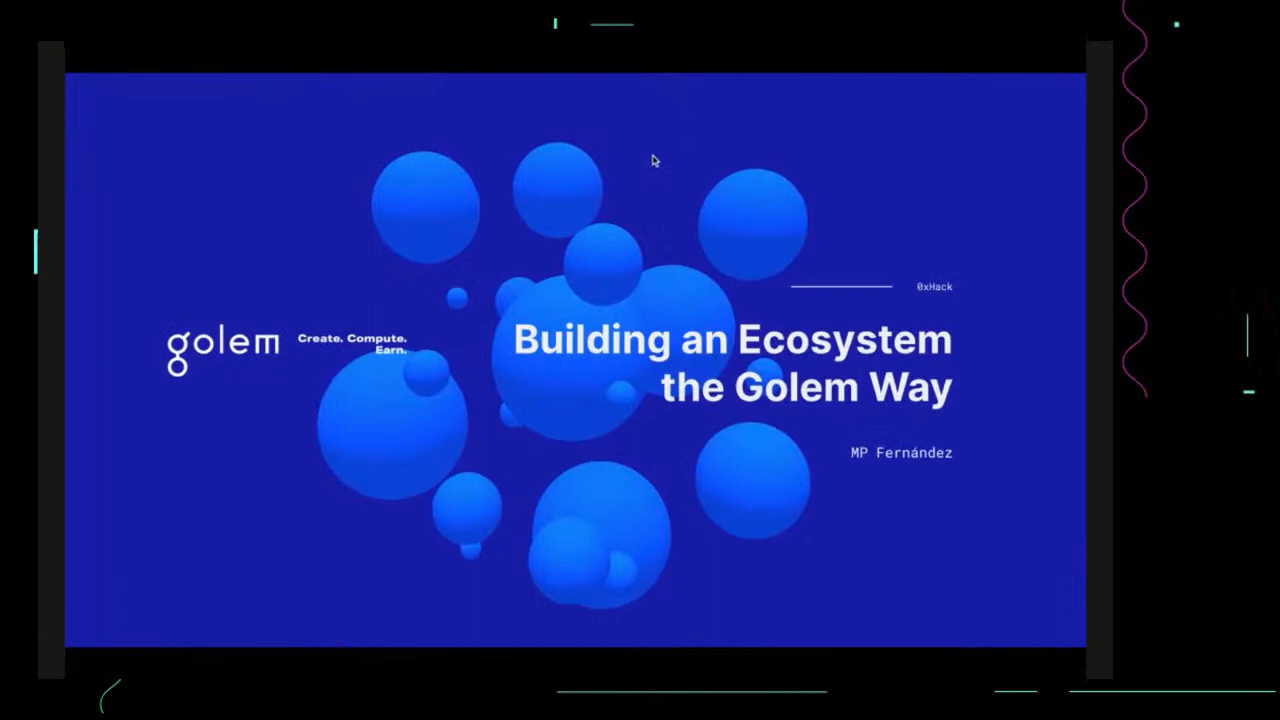 golem
Create. Compute.
Earn.
0xHack
Building an Ecosystem
the Golem Way
MP Fernández